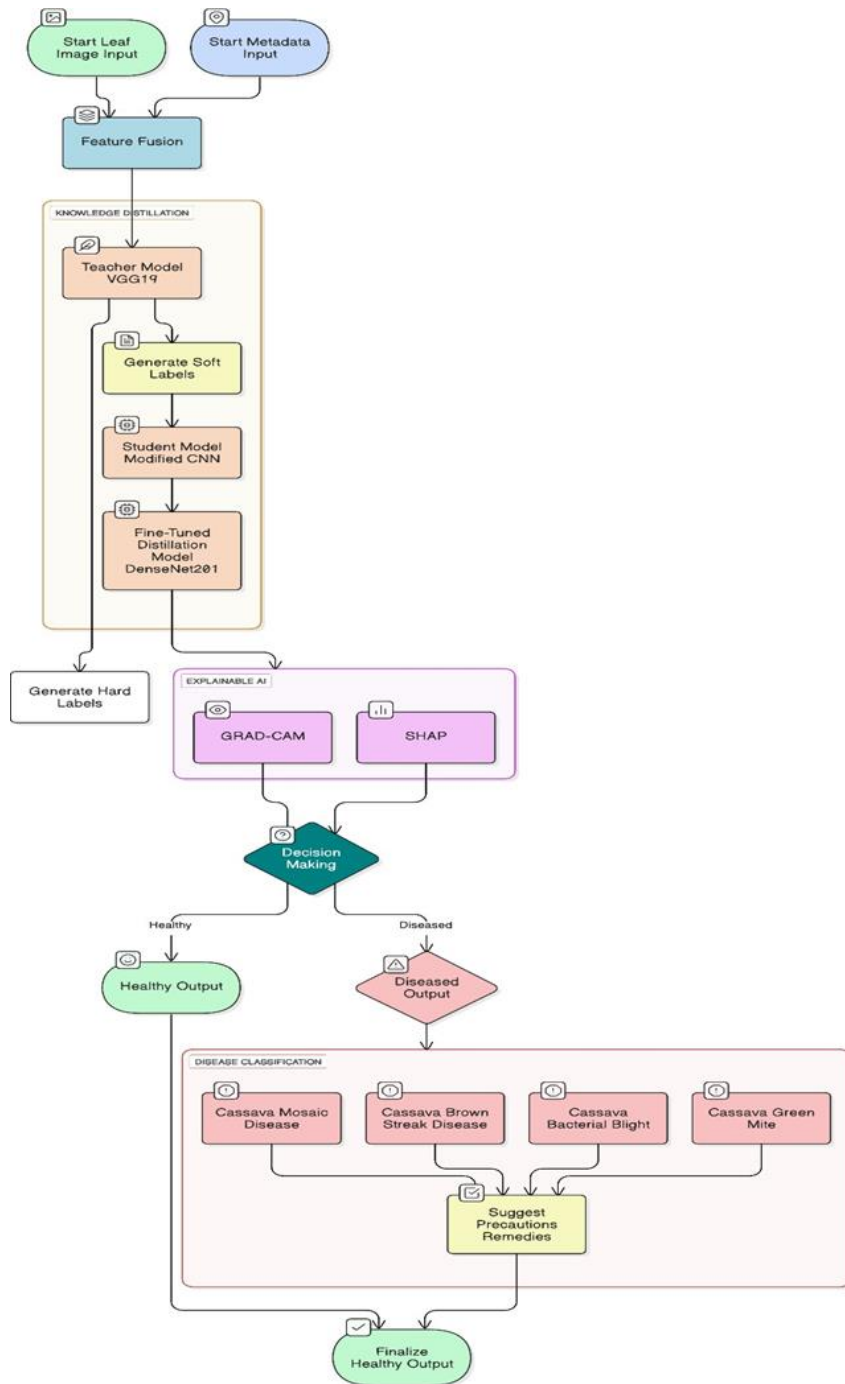 Start Leaf
Image Input
Start Metadata
Input
Feature Fusion
KNOWLEDGE DISTILLATION
Teacher Model
VGG19
Generate Soft
Labels
Student Model
Modified CNN
Fine-Tuned
Distillation
Model
DenseNet201
Generate Hard
Labels
EXPLAINABLE AI
GRAD-CAM
SHAP
Decision
Making
Healthy
Diseased
Healthy Output
Diseased
Output
DISEASE CLASSIFICATION
Cassava Mosaic
Disease
Cassava Brown
Streak Disease
Cassava
Bacterial Blight
Cassava Green
Mite
Suggest
Precautions
Remedies
Finalize
Healthy Output